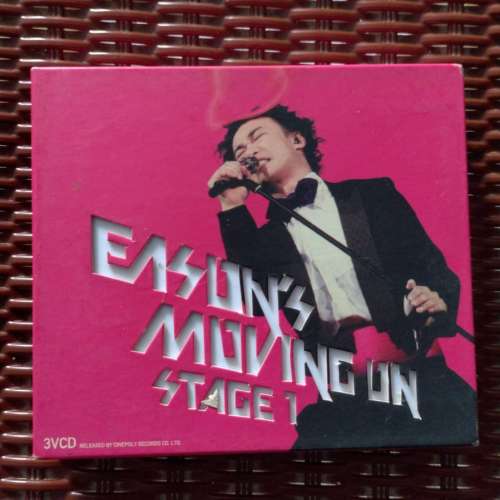 EASON'S
MOVING ON
STAGE 1
3VCD RELEASED BY CINEPOLY RECORDS CO. LTD.